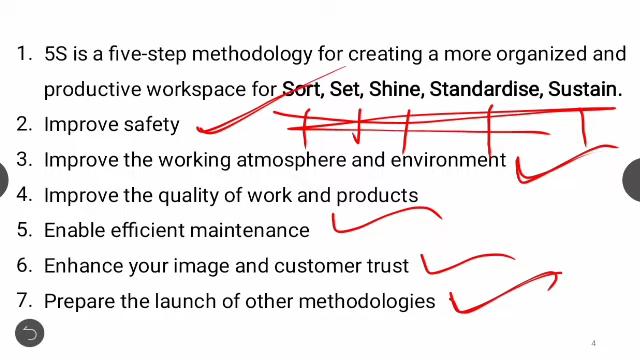 1. 5S is a five-step methodology for creating a more organized and
productive workspace for Sort, Set, Shine, Standardise, Sustain.
2. Improve safety
3. Improve the working atmosphere and environment
4. Improve the quality of work and products
5. Enable efficient maintenance
6. Enhance your image and customer trust
7. Prepare the launch of other methodologies
4